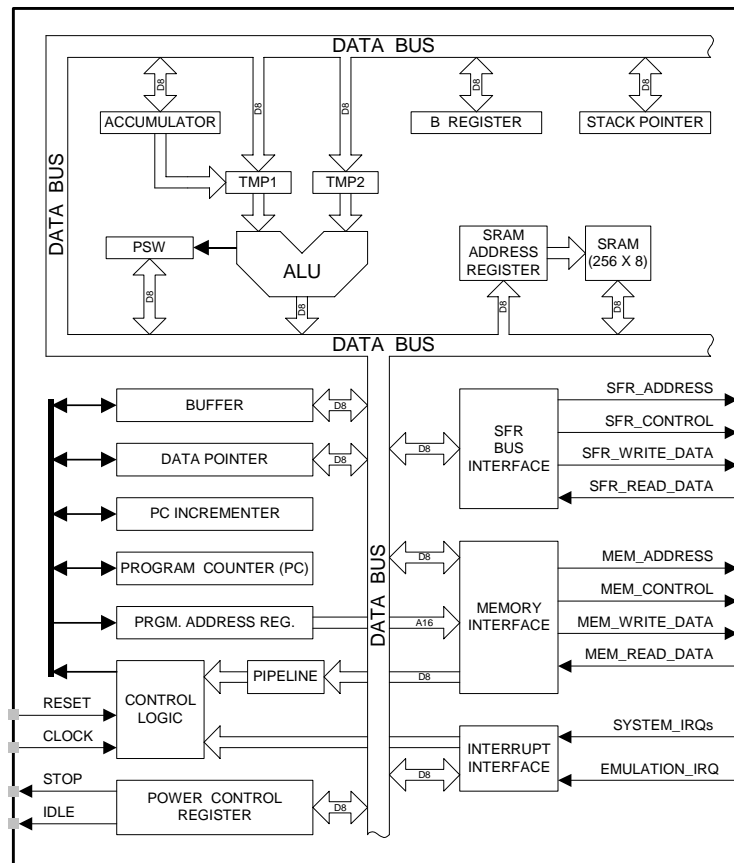 DATA BUS
D8
D8
D8
D8
D8
ACCUMULATOR
B REGISTER
STACK POINTER
DATA BUS
TMP1
TMP2
PSW
ALU
SRAM
ADDRESS
REGISTER
SRAM
(256 X 8)
D8
D8
D8
D8
DATA BUS
BUFFER
D8
DATA POINTER
D8
PC INCREMENTER
PROGRAM COUNTER (PC)
PRGM. ADDRESS REG.
A16
DATA BUS
D8
SFR
BUS
INTERFACE
SFR_ADDRESS
SFR_CONTROL
SFR_WRITE_DATA
SFR_READ_DATA
D8
MEMORY
INTERFACE
MEM_ADDRESS
MEM_CONTROL
MEM_WRITE_DATA
MEM_READ_DATA
CONTROL
LOGIC
PIPELINE
D8
RESET
CLOCK
INTERRUPT
INTERFACE
SYSTEM_IRQs
EMULATION_IRQ
D8
STOP
IDLE
POWER CONTROL
REGISTER
D8